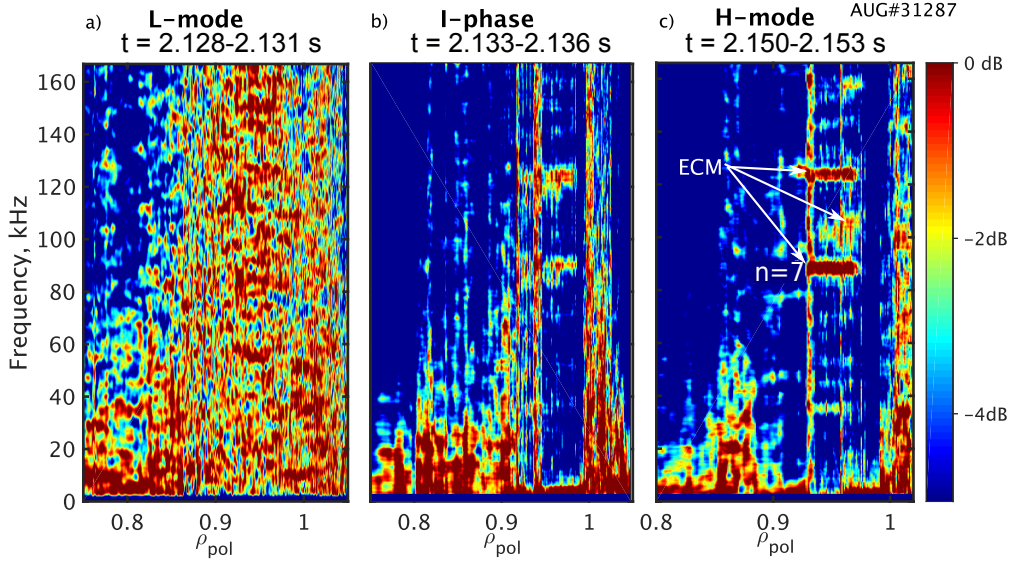 AUG#31287
a) L-mode
t = 2.128-2.131 s
b) I-phase
t = 2.133-2.136 s
c) H-mode
t = 2.150-2.153 s
Frequency, kHz
160
140
120
100
80
60
40
20
0
0.8 0.9 1
ρpol
0.8 0.9 1
ρpol
ECM
n=7
0.8 0.9 1
ρpol
0 dB
−2dB
−4dB